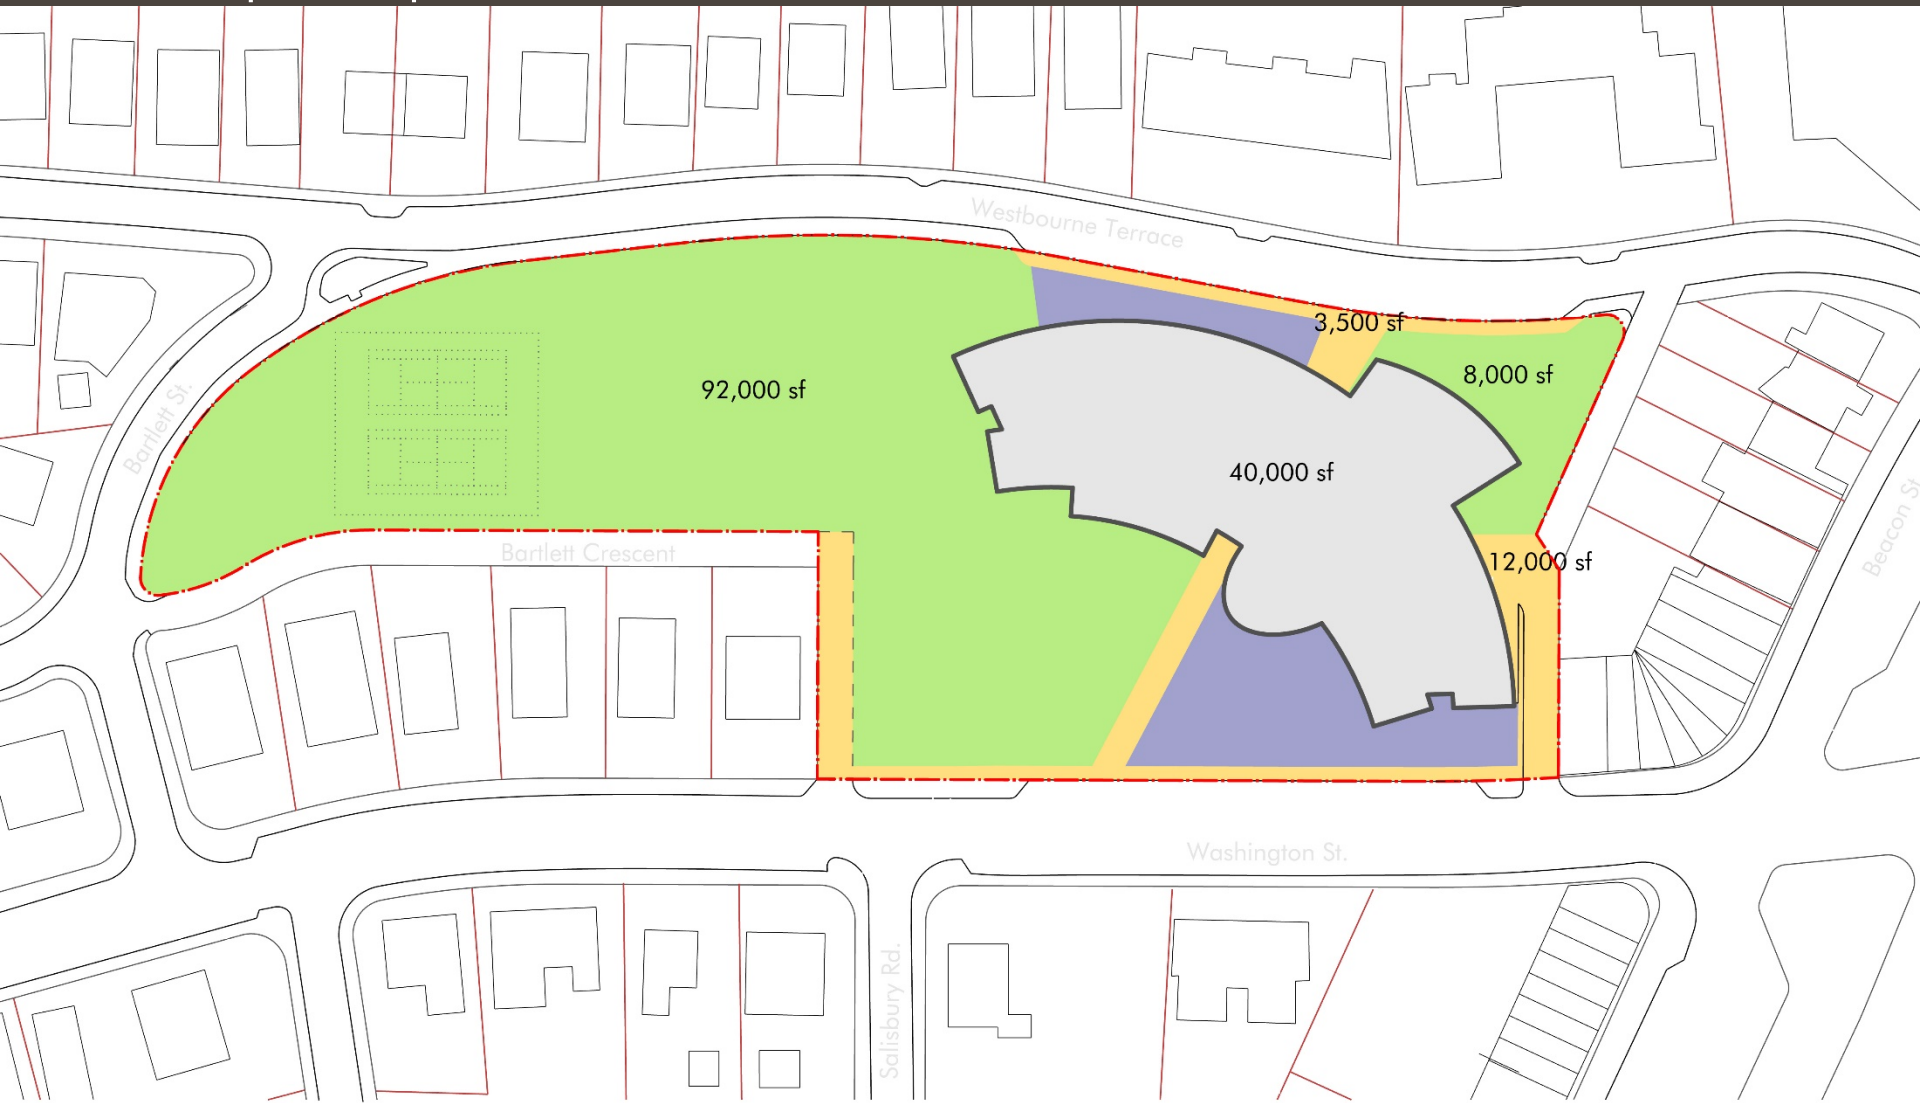 Westbourne Terrace
3,500 sf
8,000 sf
92,000 sf
Bartlett St.
40,000 sf
Bartlett Crescent
12,000 sf
Beacon St
Washington St.
Salisbury Rd.